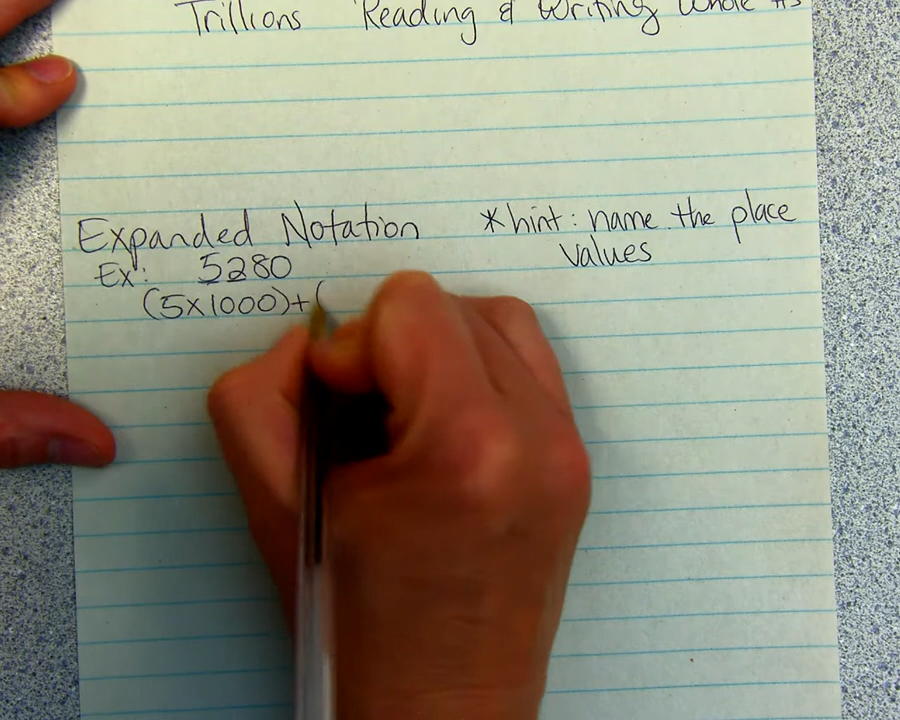 Trillions Reading & Writing Whole #s
Expanded Notation *hint: name the place
values
Ex: 5280
(5x1000)+(